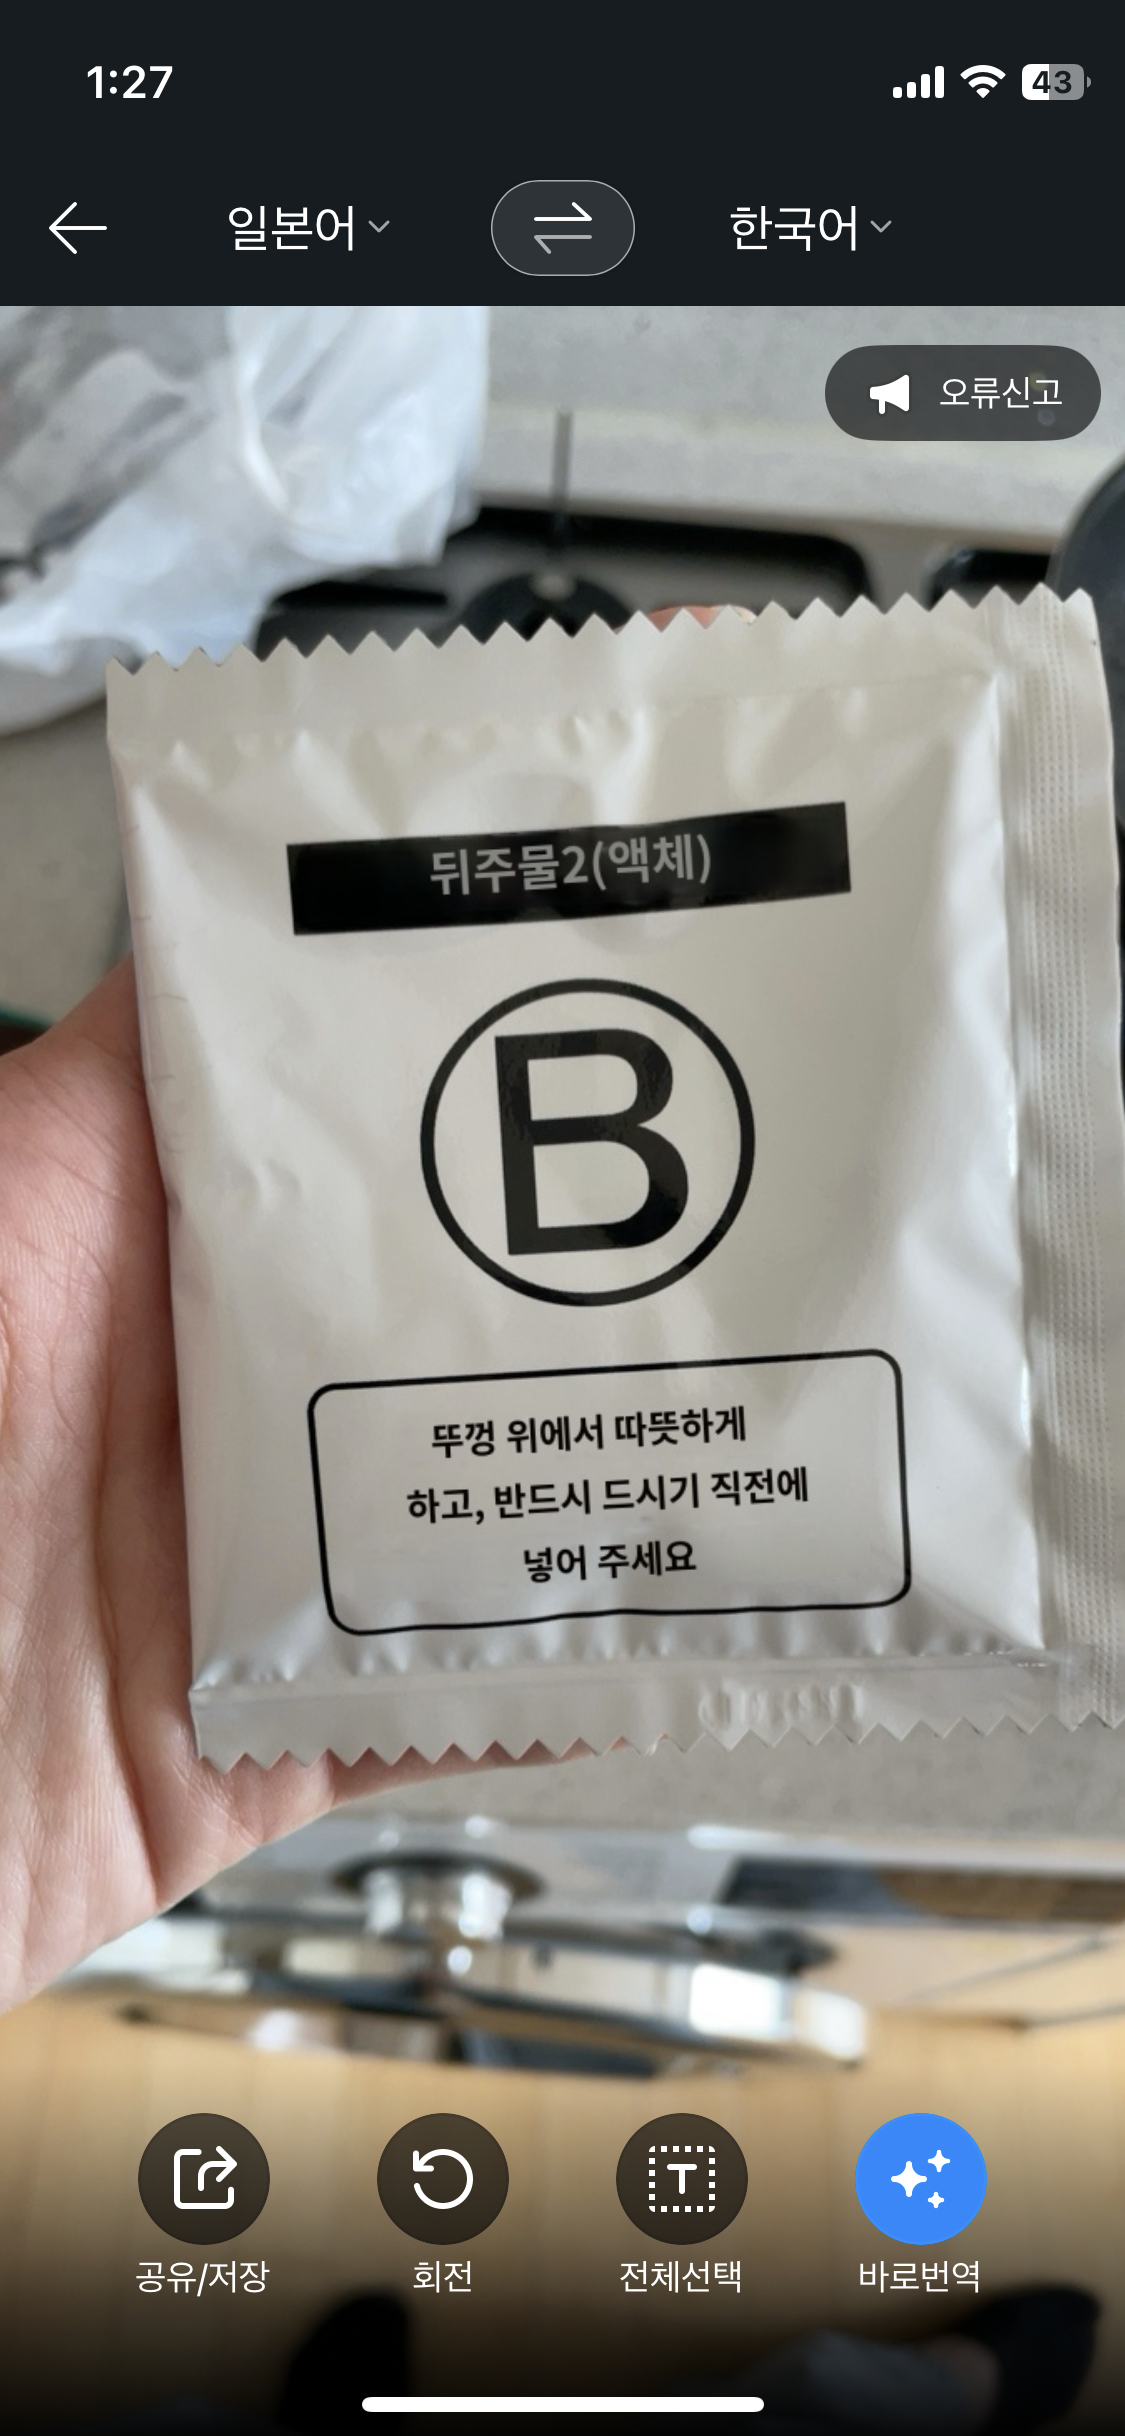 1:27
43
일본어
한국어
오류신고
뒤주물2(액체)
B
뚜껑 위에서 따뜻하게
하고, 반드시 드시기 직전에
넣어 주세요
공유/저장
회전
전체선택
바로번역